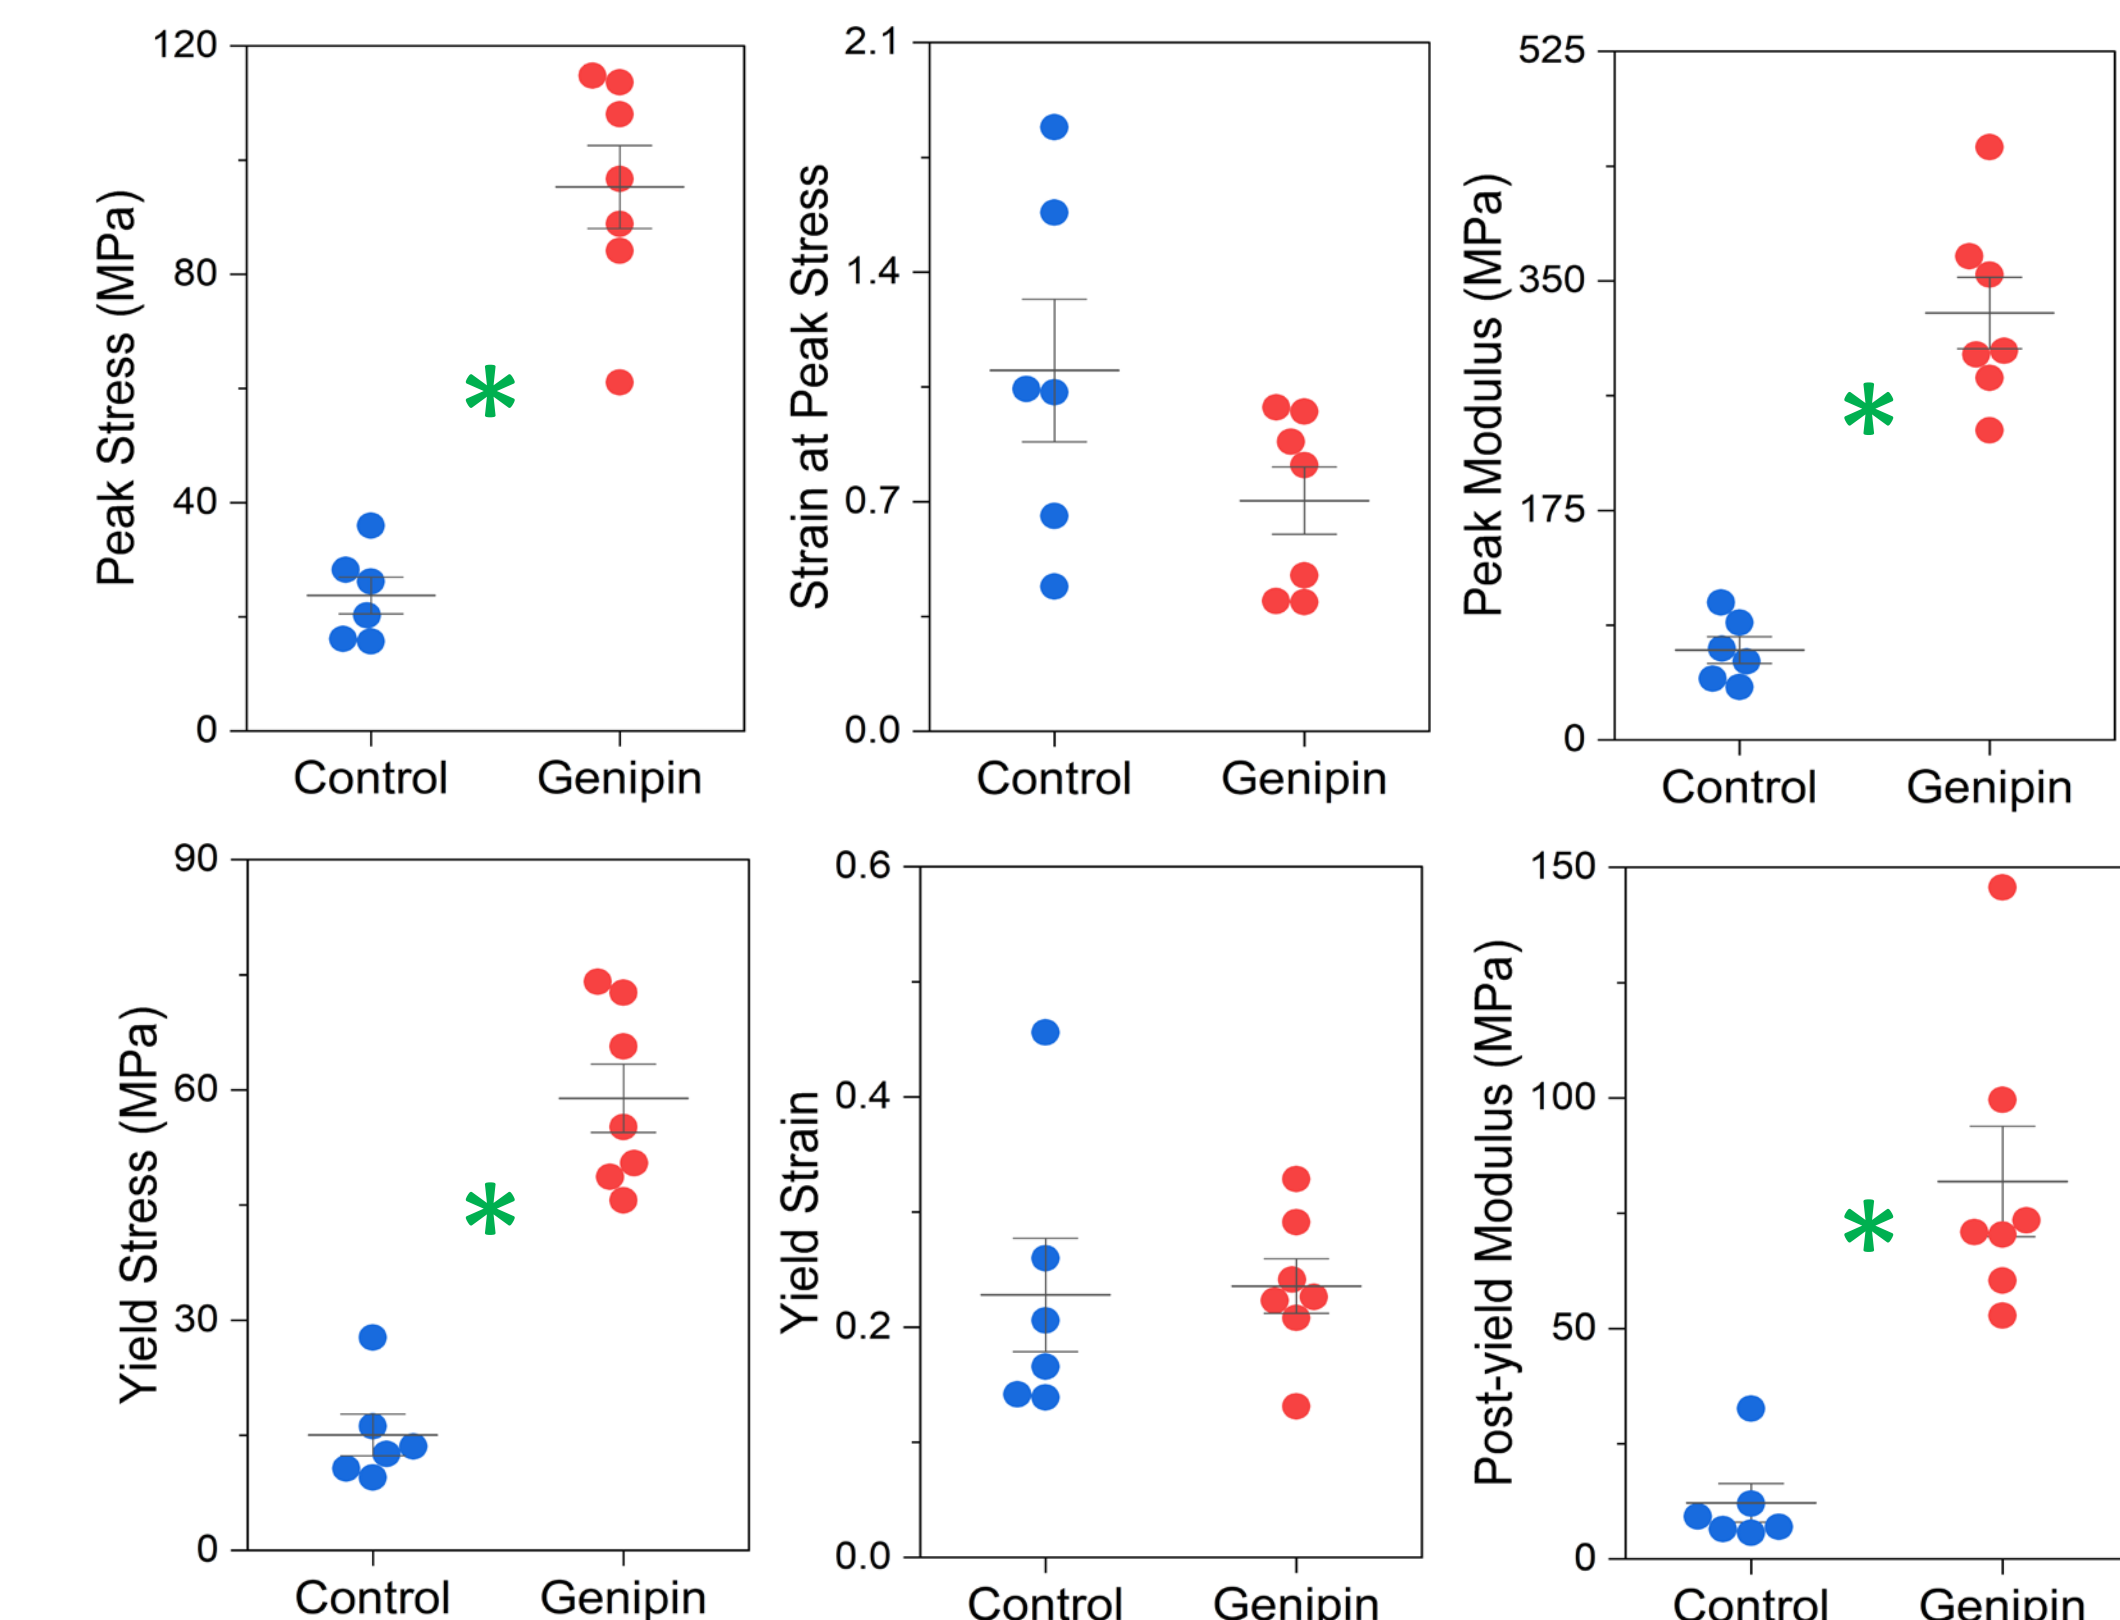 Peak Stress (MPa)
120
80
40
0
*
Control Genipin
Strain at Peak Stress
2.1
1.4
0.7
0.0
Control Genipin
Peak Modulus (MPa)
525
350
175
0
*
Control Genipin
Yield Stress (MPa)
90
60
30
0
*
Control Genipin
Yield Strain
0.6
0.4
0.2
0.0
Control Genipin
Post-yield Modulus (MPa)
150
100
50
0
*
Control Genipin